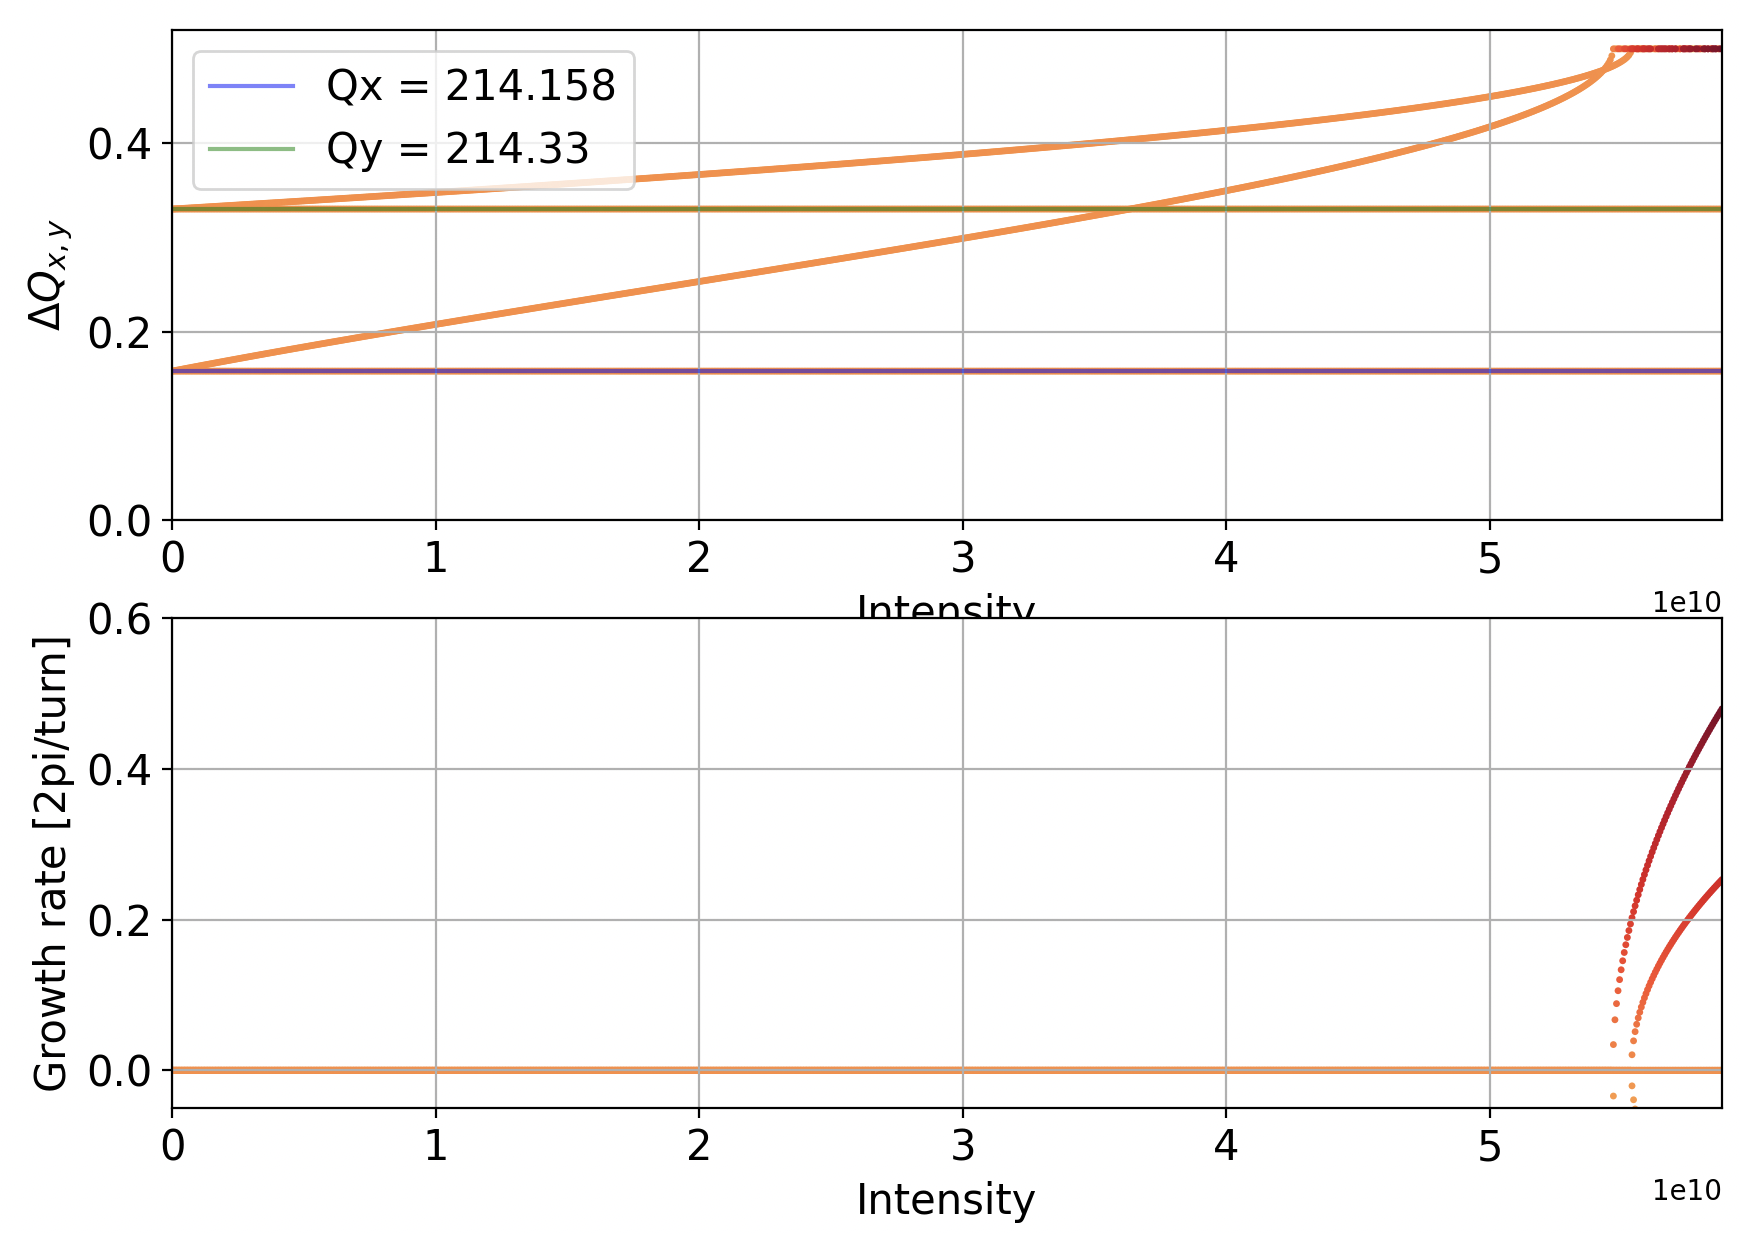 Qx = 214.158
Qy = 214.33
0.4
0.2
0.0
ΔQx,y
0 1 2 3 4 5
Intensity
1e10
0.6
0.4
0.2
0.0
Growth rate [2pi/turn]
0 1 2 3 4 5
Intensity
1e10